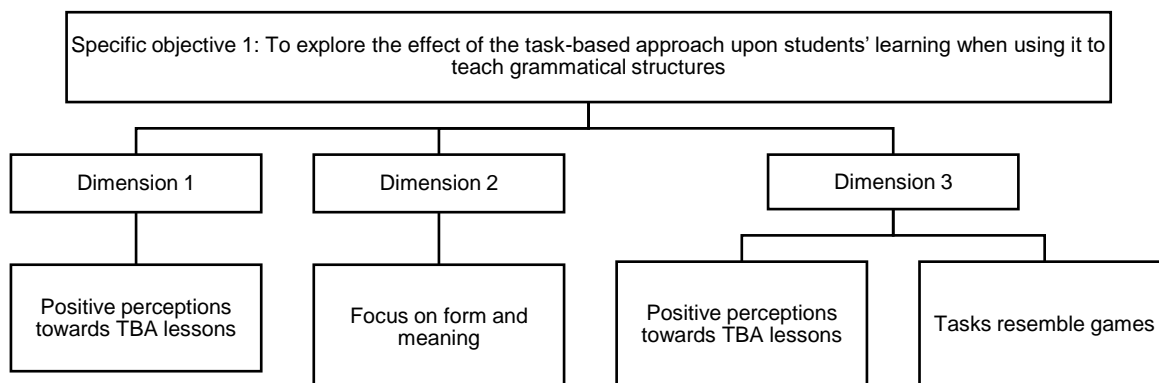 Specific objective 1: To explore the effect of the task-based approach upon students’ learning when using it to
teach grammatical structures
Dimension 1
Dimension 2
Dimension 3
Positive perceptions
towards TBA lessons
Focus on form and
meaning
Positive perceptions
towards TBA lessons
Tasks resemble games